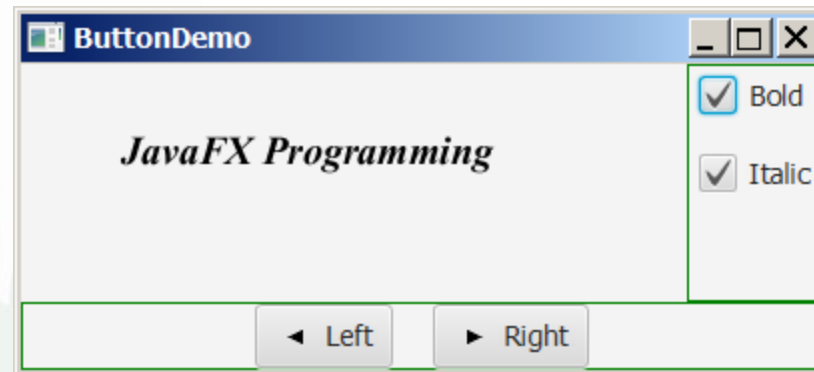 ButtonDemo
JavaFX Programming
Bold
Italic
Left
Right